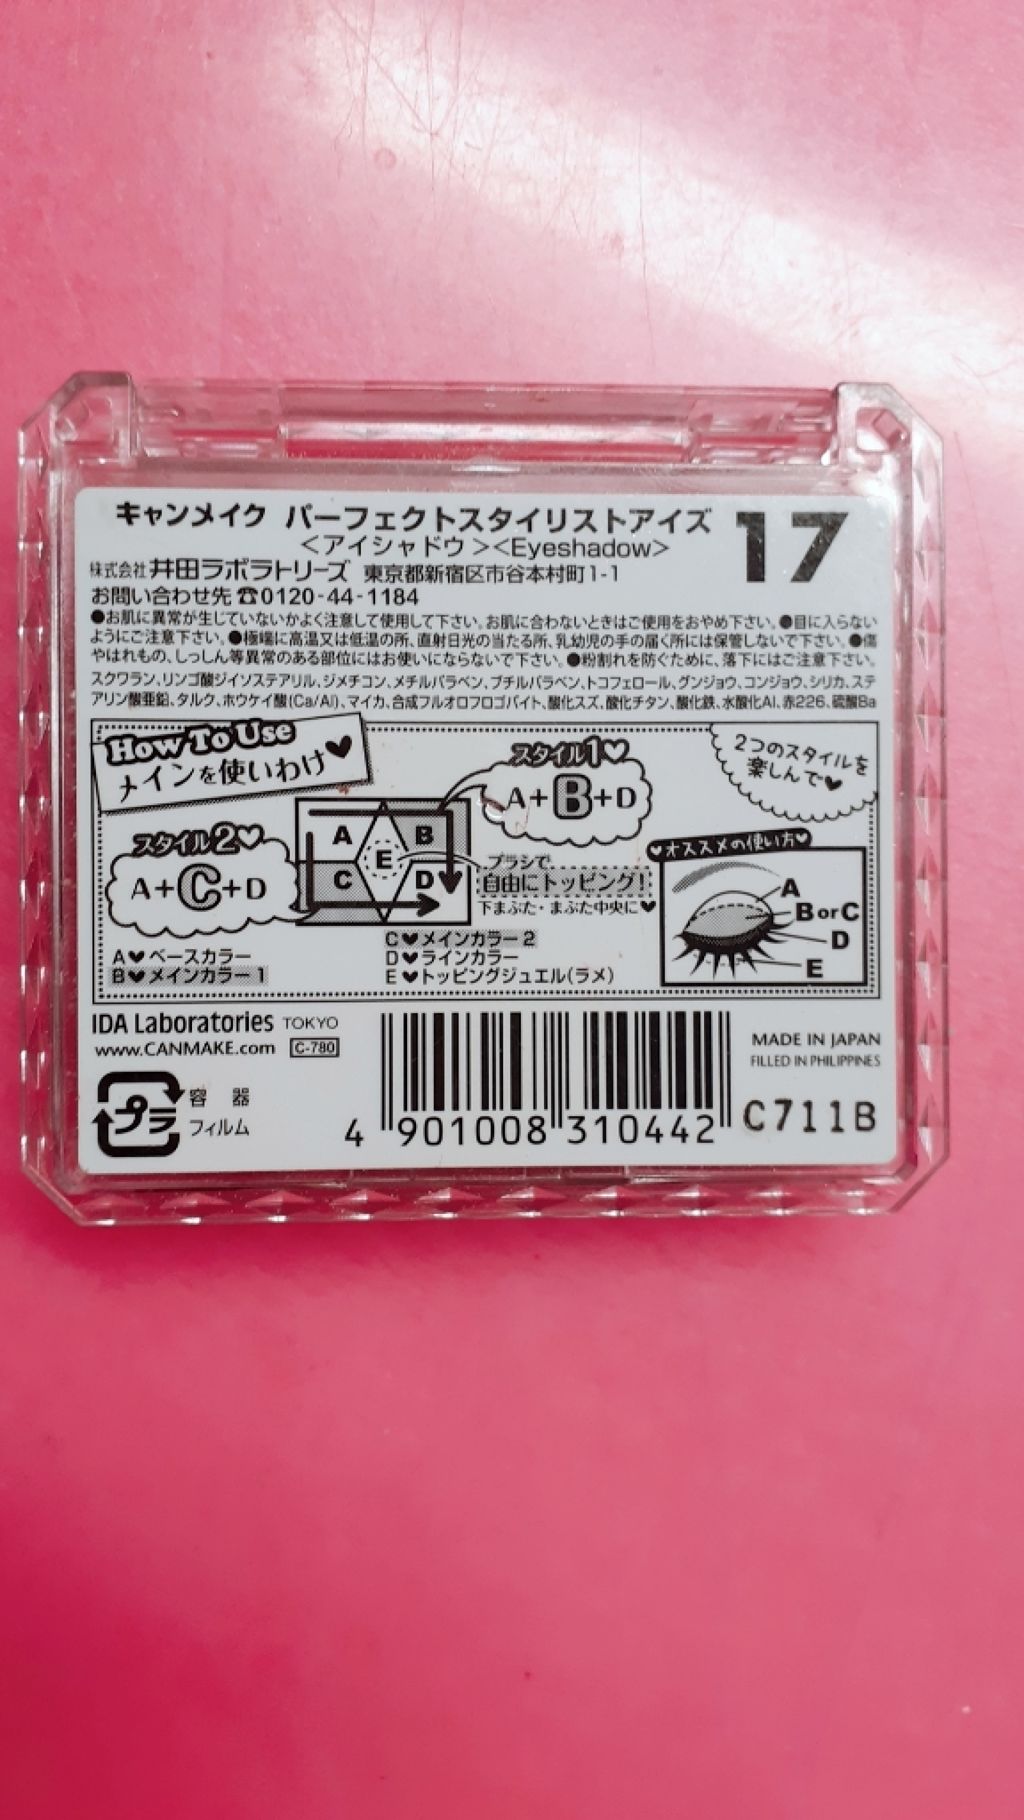 キャンメイク パーフェクトスタイリストアイズ 17
<アイシャドウ><Eyeshadow>
株式会社 井田ラボラトリーズ 東京都新宿区市谷本村町1-1
お問い合わせ先 ☎0120-44-1184
●お肌に異常が生じていないかよく注意して使用して下さい。お肌に合わないときはご使用をおやめ下さい。●目に入らない
ようにご注意下さい。●極端に高温又は低温の所、直射日光の当たる所、乳幼児の手の届く所には保管しないで下さい。●傷
やはれもの、しっしん等異常のある部位にはお使いにならないで下さい。●粉割れを防ぐために、落下にはご注意下さい。
スクワラン、リンゴ酸ジイソステアリル、ジメチコン、メチルパラベン、ブチルパラベン、トコフェロール、グンジョウ、コンジョウ、シリカ、ステ
アリン酸亜鉛、タルク、ホウケイ酸(Ca/Al)、マイカ、合成フルオロフロゴパイト、酸化スズ、酸化チタン、酸化鉄、水酸化Al、赤226、硫酸Ba
How To Use
メインを使いわけ♥
スタイル1♥
A+B+D
2つのスタイルを
楽しんで♥
スタイル2♥
A+C+D
A B
E
C D
ブラシで
自由にトッピング!
下まぶた・まぶた中央に♥
♥オススメの使い方♥
A
B or C
D
E
A♥ベースカラー
B♥メインカラー1
C♥メインカラー2
D♥ラインカラー
E♥トッピングジュエル(ラメ)
IDA Laboratories TOKYO
www.CANMAKE.com C-780
MADE IN JAPAN
FILLED IN PHILIPPINES
プラ
容器
フィルム
4 901008 310442
C711B